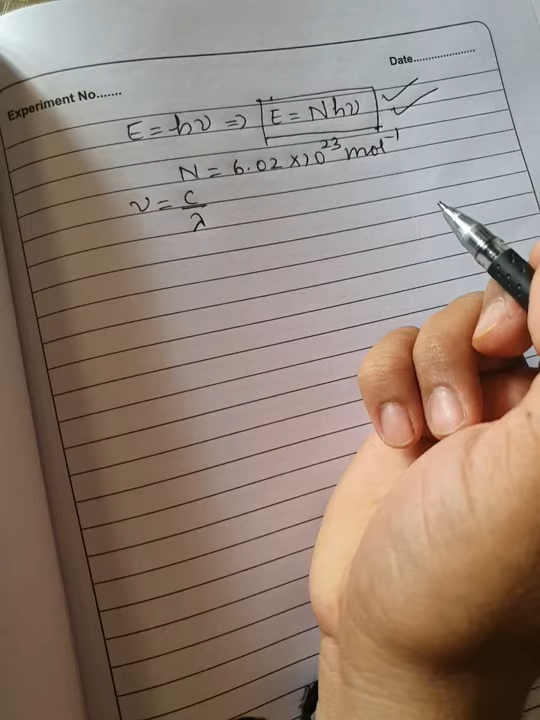 Experiment No.......
Date....................
E = hν ⇒ E = Nhν ✓ ✓
N = 6.02 × 10²³ mol⁻¹
ν = c/λ